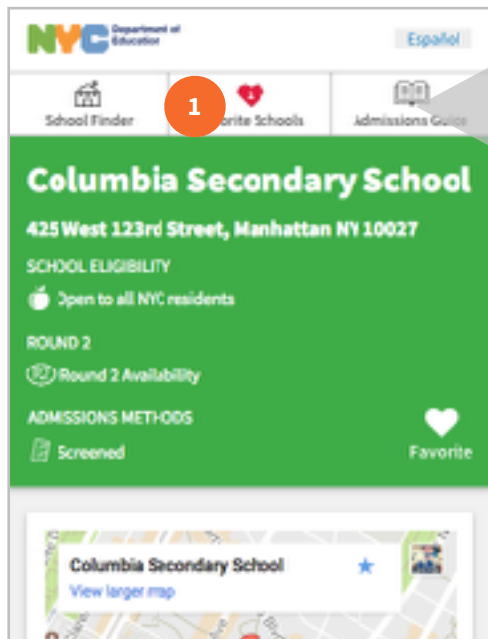 NYC Department of
Education
Español
School Finder
1
orite Schools
Admissions Guide
Columbia Secondary School
425 West 123rd Street, Manhattan NY 10027
SCHOOL ELIGIBILITY
Open to all NYC residents
ROUND 2
R2 Round 2 Availability
ADMISSIONS METHODS
Screened
Favorite
Columbia Secondary School
View larger map